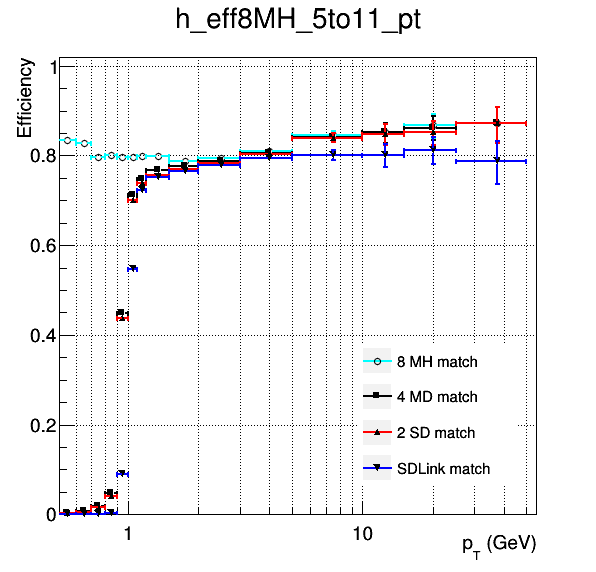 h_eff8MH_5to11_pt
Efficiency
1
0.8
0.6
0.4
0.2
0
8 MH match
4 MD match
2 SD match
SDLink match
1
10
p_T (GeV)